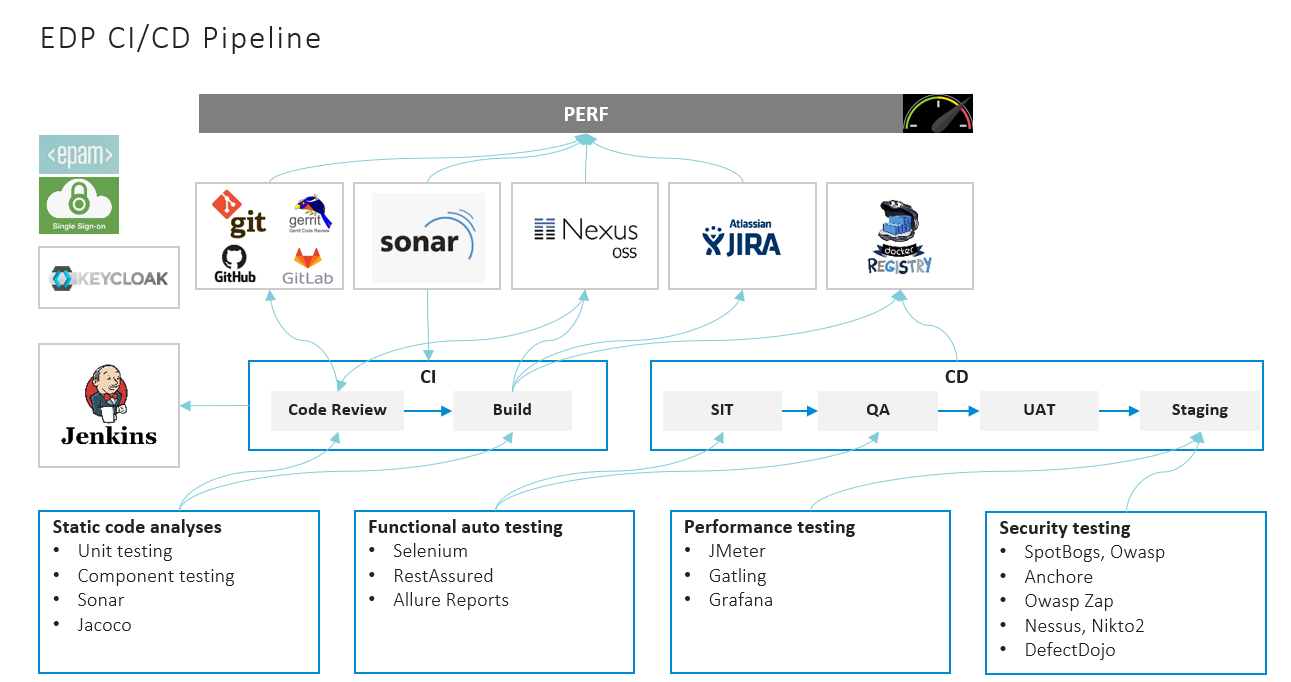 EDP CI/CD Pipeline
PERF
<epam>
Single Sign-on
KEYCLOAK
git
gerrit
Gerrit Code Review
GitHub
GitLab
sonar
Nexus
OSS
Atlassian
JIRA
docker
REGISTRY
Jenkins
CI
Code Review
Build
CD
SIT
QA
UAT
Staging
Static code analyses
• Unit testing
• Component testing
• Sonar
• Jacoco
Functional auto testing
• Selenium
• RestAssured
• Allure Reports
Performance testing
• JMeter
• Gatling
• Grafana
Security testing
• SpotBogs, Owasp
• Anchore
• Owasp Zap
• Nessus, Nikto2
• DefectDojo